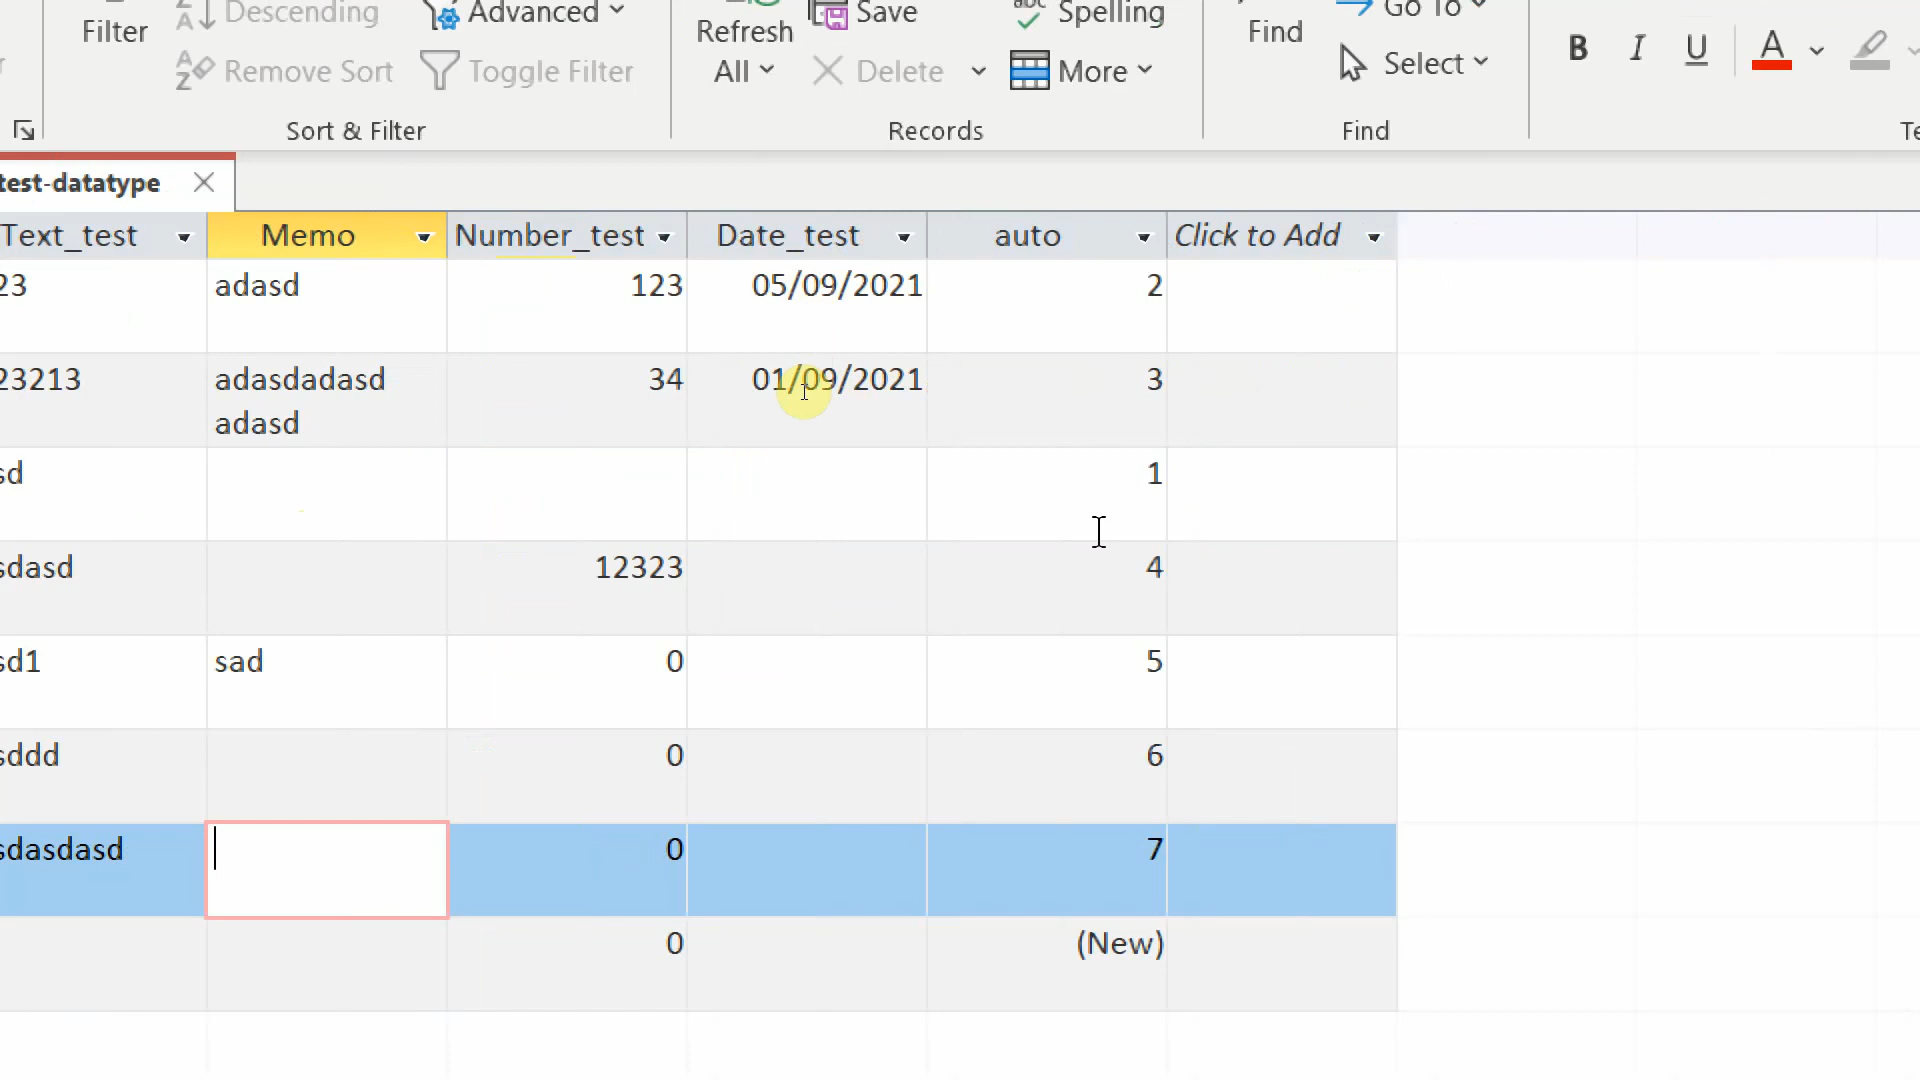 Filter
Descending
Advanced
Remove Sort
Toggle Filter
Sort & Filter
Refresh
All
Save
Spelling
Delete
More
Records
Find
Go To
Select
Find
B I U A
test-datatype
Text_test Memo Number_test Date_test auto Click to Add
23 adasd 123 05/09/2021 2
23213 adasdadasd 34 01/09/2021 3
adasd
sd 1
sdasd 12323 4
sd1 sad 0 5
sddd 0 6
sdasdasd 0 7
0 (New)